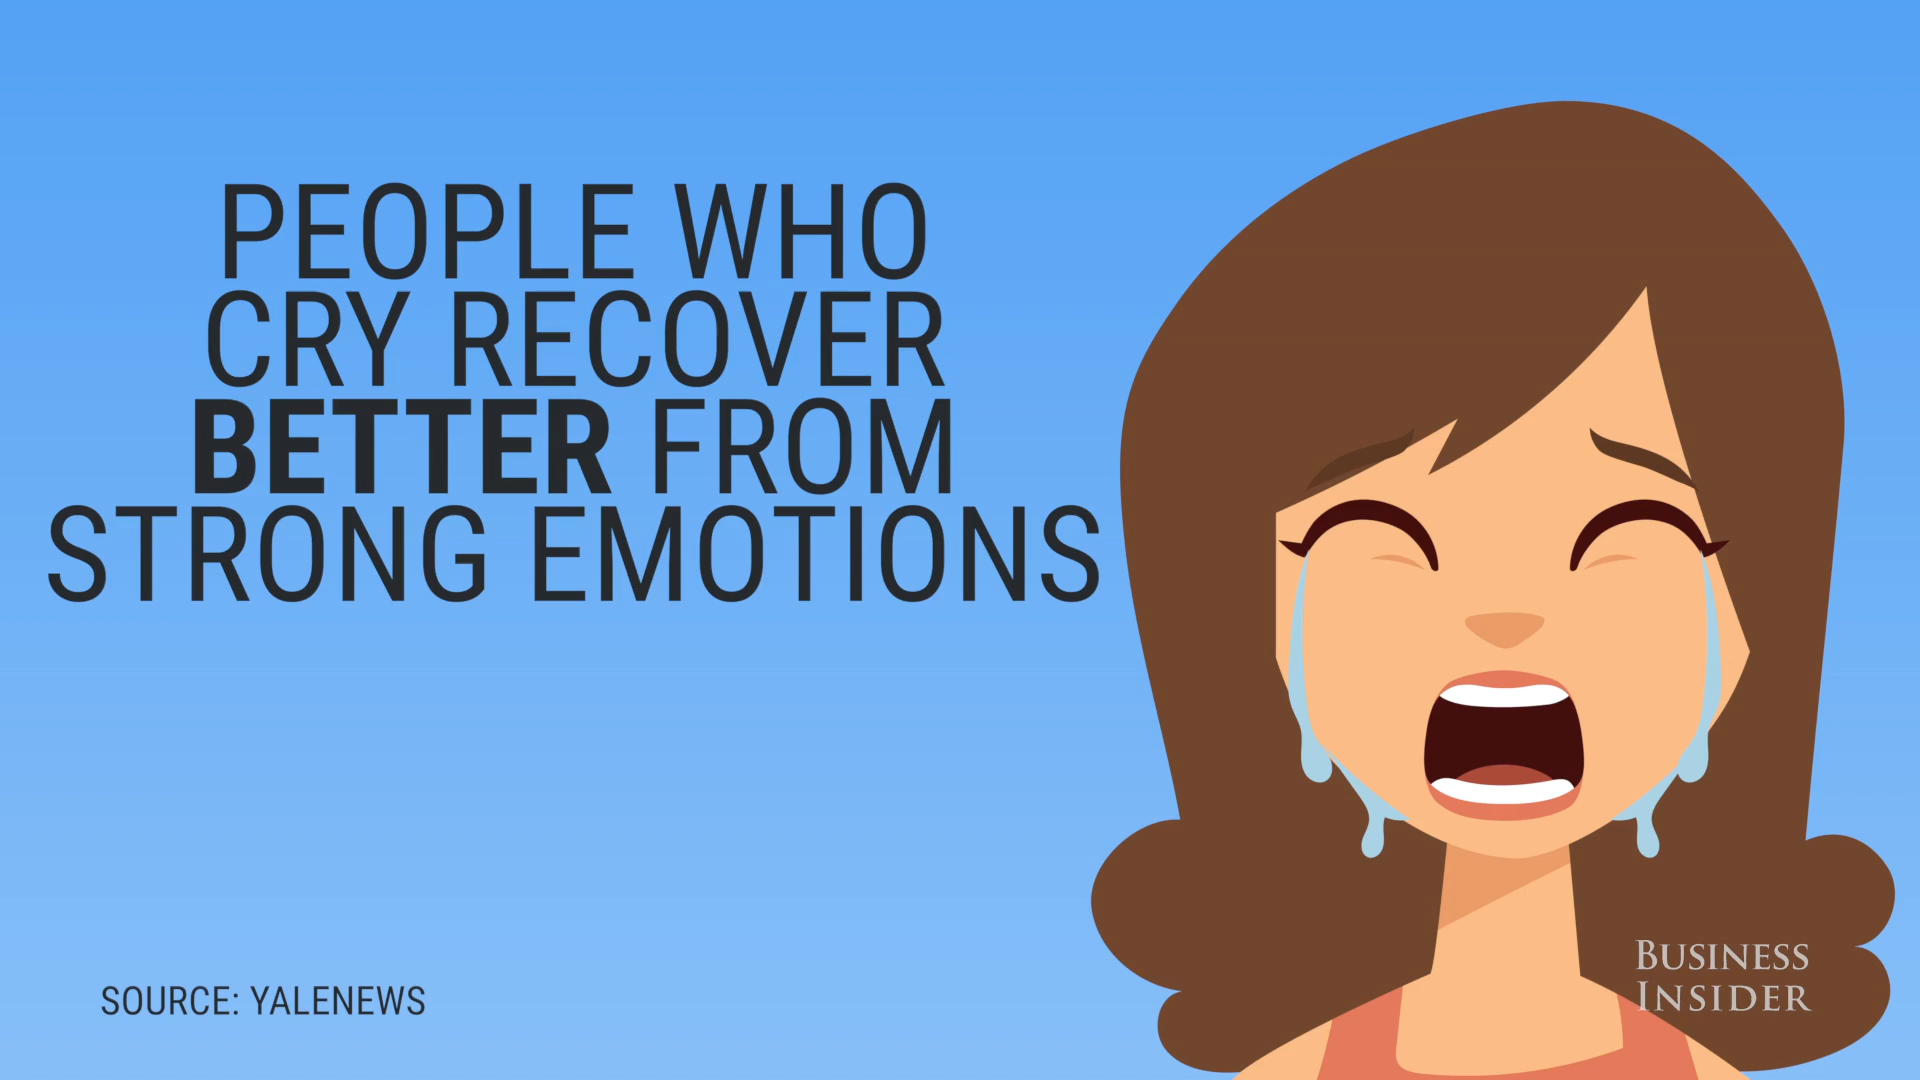 PEOPLE WHO
CRY RECOVER
BETTER FROM
STRONG EMOTIONS
SOURCE: YALENEWS
BUSINESS
INSIDER